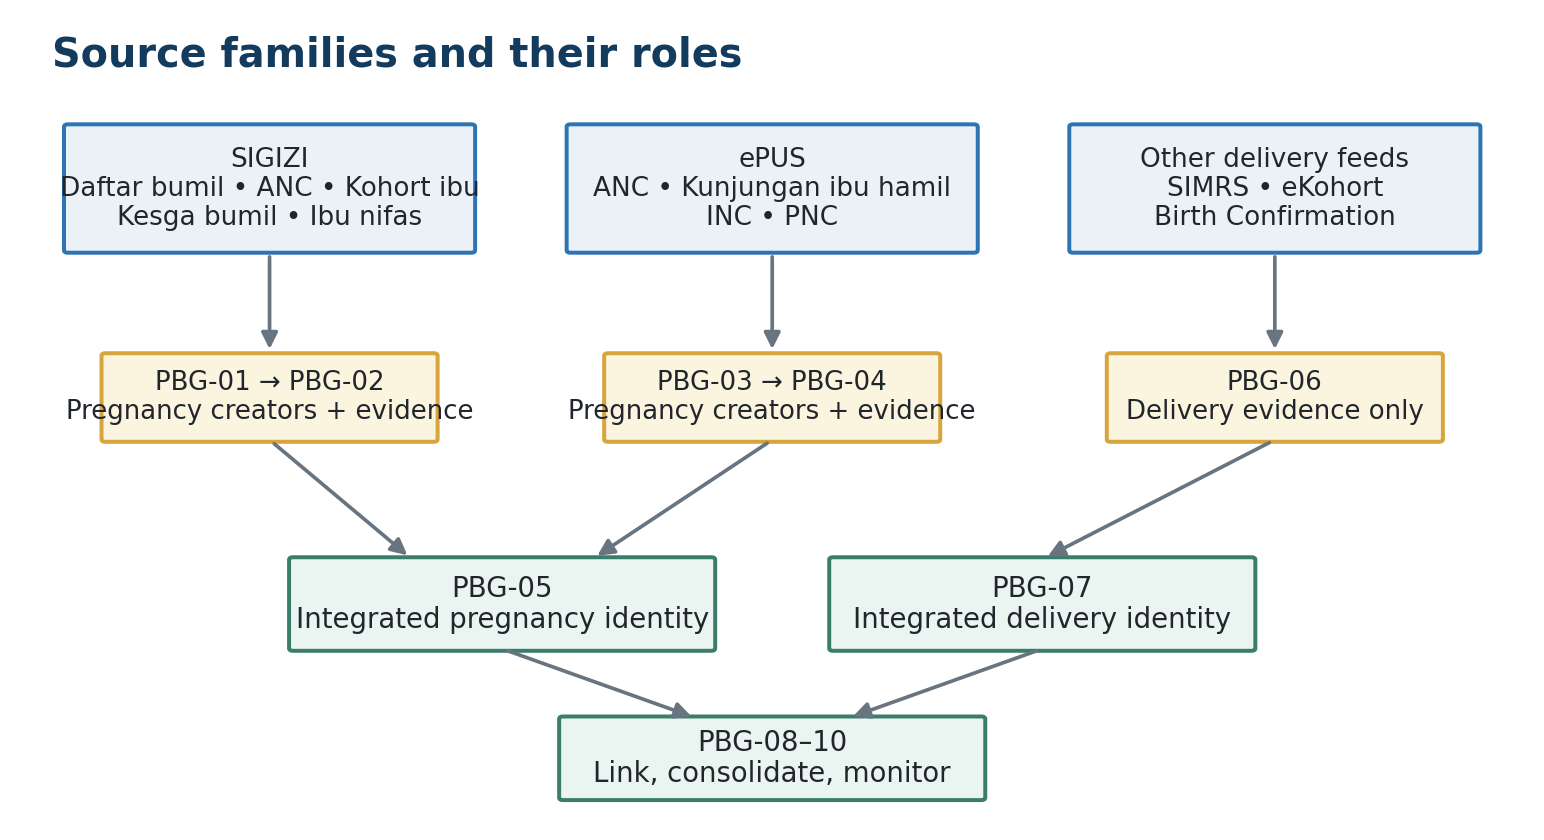 Source families and their roles
SIGIZI
Daftar bumil • ANC • Kohort ibu
Kesga bumil • Ibu nifas
ePUS
ANC • Kunjungan ibu hamil
INC • PNC
Other delivery feeds
SIMRS • eKohort
Birth Confirmation
PBG-01 → PBG-02
Pregnancy creators + evidence
PBG-03 → PBG-04
Pregnancy creators + evidence
PBG-06
Delivery evidence only
PBG-05
Integrated pregnancy identity
PBG-07
Integrated delivery identity
PBG-08–10
Link, consolidate, monitor